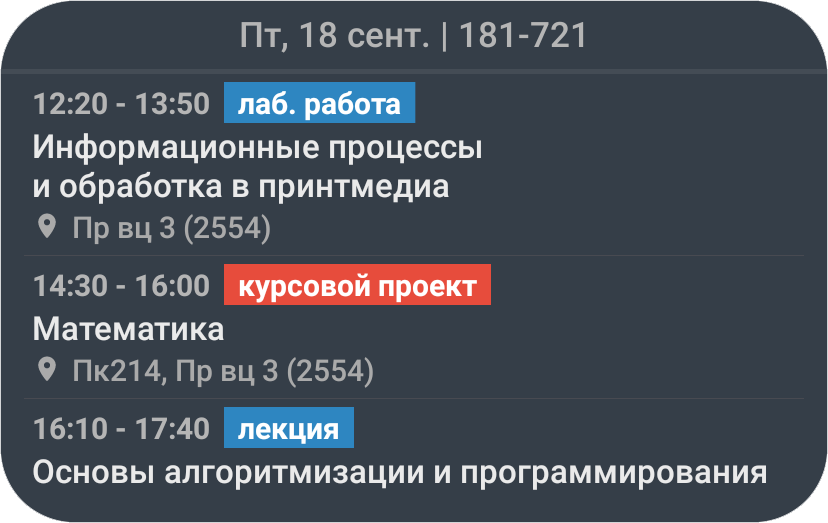 Пт, 18 сент. | 181-721
12:20 - 13:50 лаб. работа
Информационные процессы
и обработка в принтмедиа
Пр вц 3 (2554)
14:30 - 16:00 курсовой проект
Математика
Пк214, Пр вц 3 (2554)
16:10 - 17:40 лекция
Основы алгоритмизации и программирования